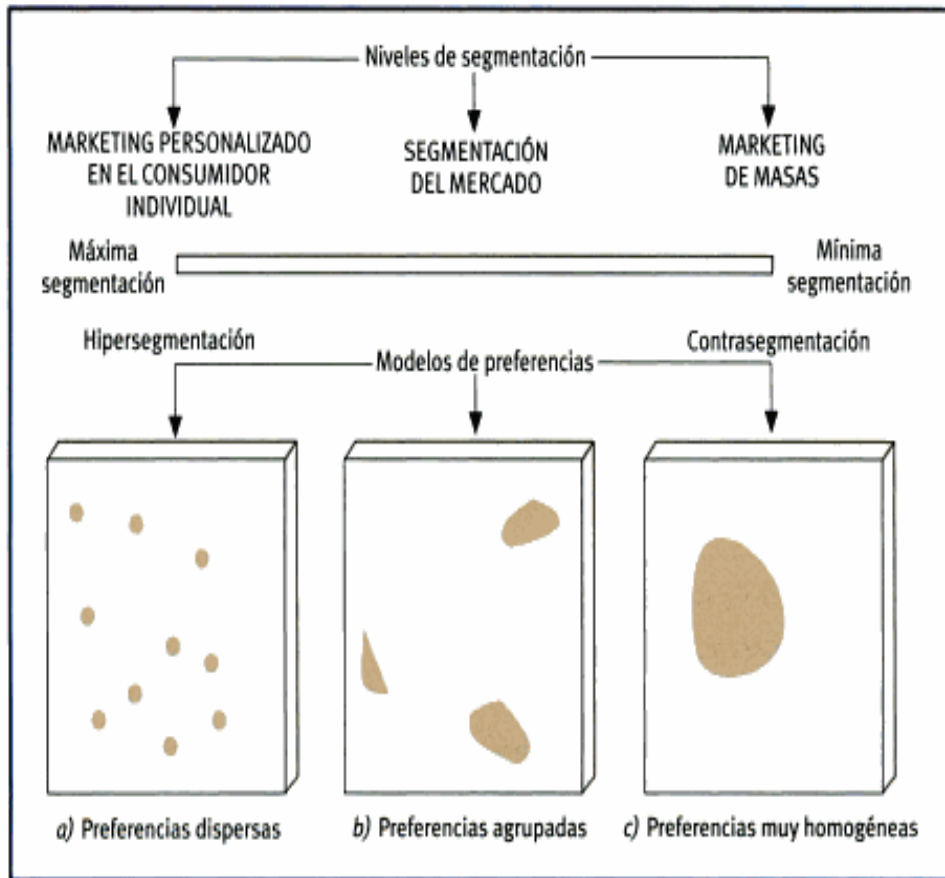 Niveles de segmentación
MARKETING PERSONALIZADO
EN EL CONSUMIDOR
INDIVIDUAL
SEGMENTACIÓN
DEL MERCADO
MARKETING
DE MASAS
Máxima
segmentación
Mínima
segmentación
Hipersegmentación
Contrasegmentación
Modelos de preferencias
a) Preferencias dispersas
b) Preferencias agrupadas
c) Preferencias muy homogéneas